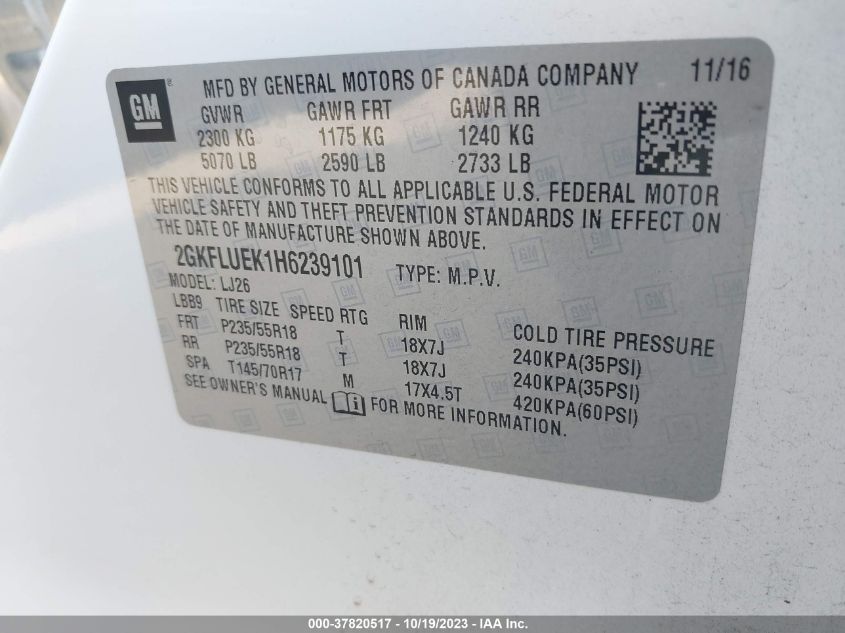 GM ® MFD BY GENERAL MOTORS OF CANADA COMPANY 11/16
GVWR GAWR FRT GAWR RR
2300 KG 1175 KG 1240 KG
5070 LB 2590 LB 2733 LB
THIS VEHICLE CONFORMS TO ALL APPLICABLE U.S. FEDERAL MOTOR
VEHICLE SAFETY AND THEFT PREVENTION STANDARDS IN EFFECT ON
THE DATE OF MANUFACTURE SHOWN ABOVE.
2GKFLUEK1H6239101 TYPE: M.P.V.
MODEL: LJ26
LBB9 TIRE SIZE SPEED RTG RIM COLD TIRE PRESSURE
FRT P235/55R18 T 18X7J 240KPA(35PSI)
RR P235/55R18 T 18X7J 240KPA(35PSI)
SPA T145/70R17 M 17X4.5T 420KPA(60PSI)
SEE OWNER'S MANUAL FOR MORE INFORMATION.
000-37820517 - 10/19/2023 - IAA Inc.